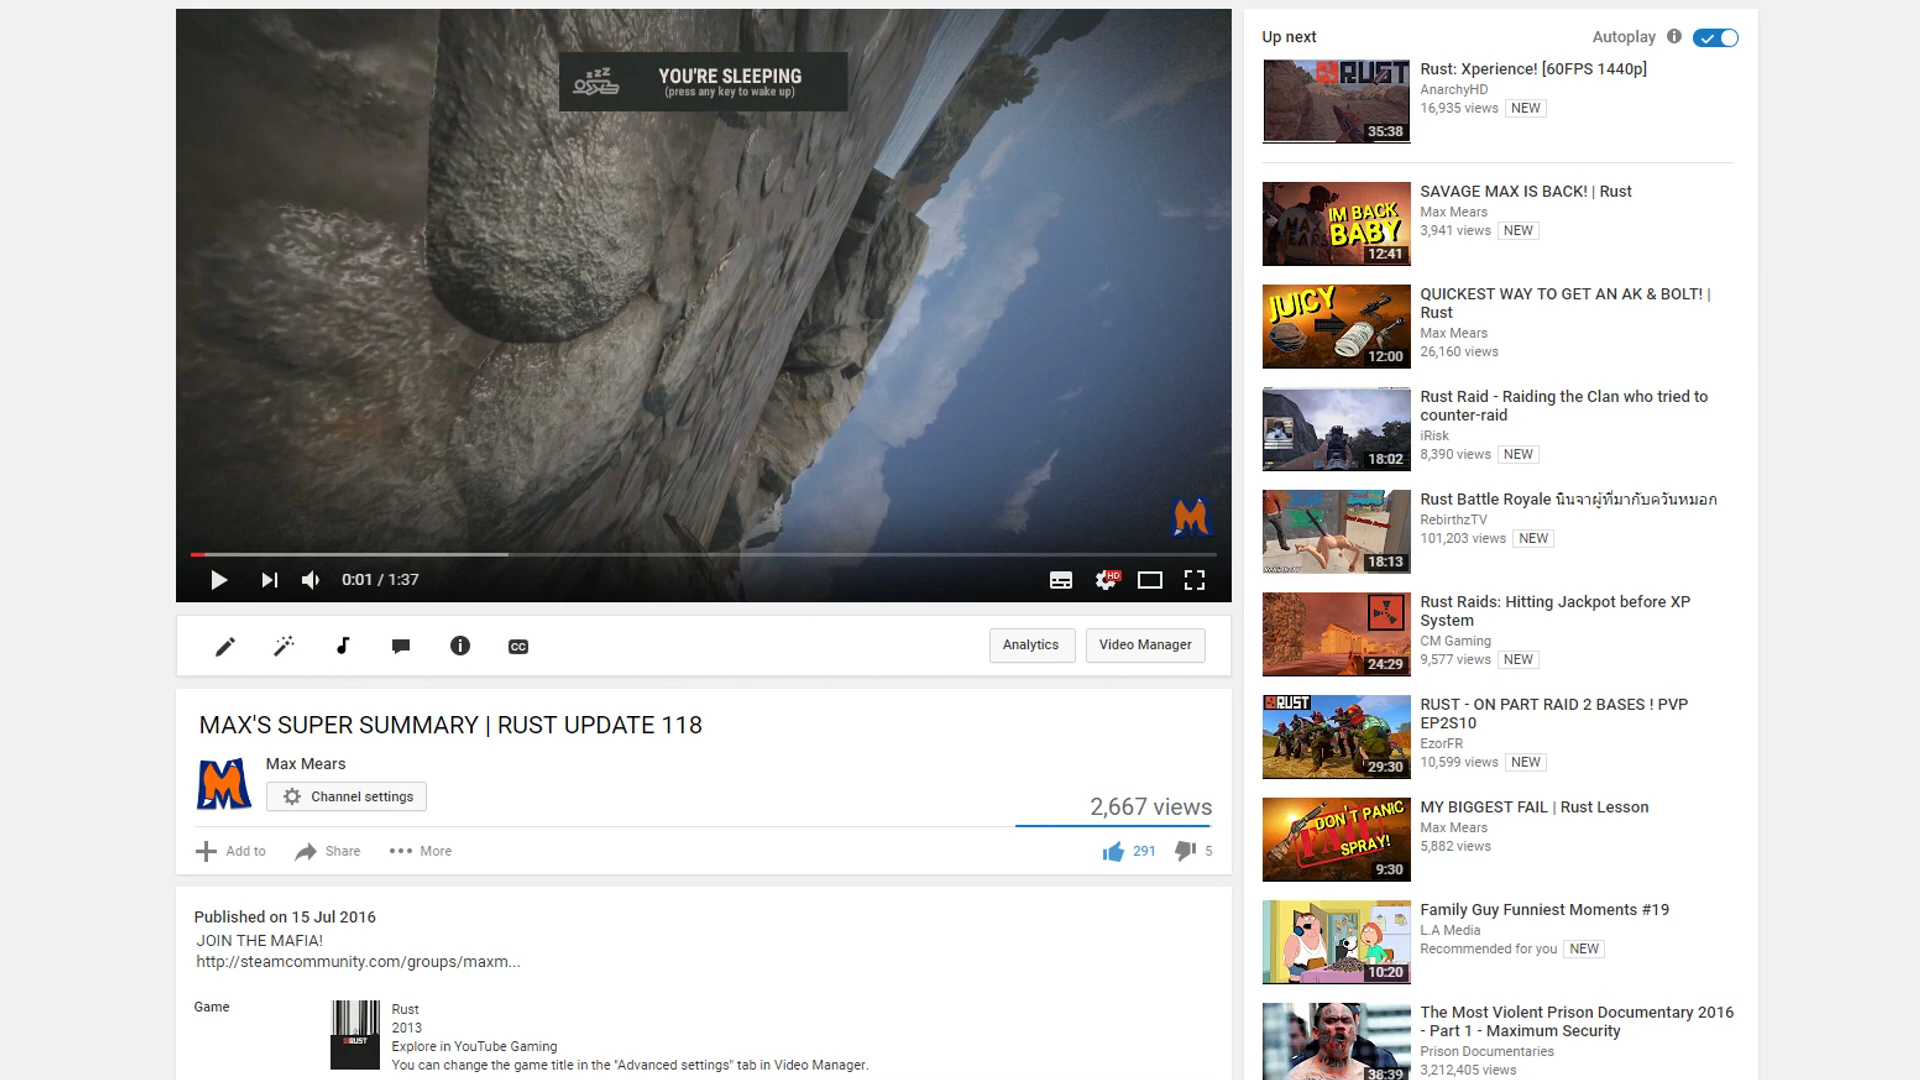 YOU'RE SLEEPING
(press any key to wake up)
0:01 / 1:37
HD
CC
Analytics
Video Manager
MAX'S SUPER SUMMARY | RUST UPDATE 118
Max Mears
Channel settings
2,667 views
Add to
Share
More
291
5
Published on 15 Jul 2016
JOIN THE MAFIA!
http://steamcommunity.com/groups/maxm...
Game
RUST
Rust
2013
Explore in YouTube Gaming
You can change the game title in the "Advanced settings" tab in Video Manager.
Up next
Autoplay
RUST
35:38
Rust: Xperience! [60FPS 1440p]
AnarchyHD
16,935 views NEW
IM BACK
BABY
12:41
SAVAGE MAX IS BACK! | Rust
Max Mears
3,941 views NEW
JUICY
12:00
QUICKEST WAY TO GET AN AK & BOLT! |
Rust
Max Mears
26,160 views
18:02
Rust Raid - Raiding the Clan who tried to
counter-raid
iRisk
8,390 views NEW
18:13
Rust Battle Royale นินจาผู้ที่มากับควันหมอก
RebirthzTV
101,203 views NEW
24:29
Rust Raids: Hitting Jackpot before XP
System
CM Gaming
9,577 views NEW
RUST
29:30
RUST - ON PART RAID 2 BASES ! PVP
EP2S10
EzorFR
10,599 views NEW
DON'T PANIC
FAIL
SPRAY!
9:30
MY BIGGEST FAIL | Rust Lesson
Max Mears
5,882 views
10:20
Family Guy Funniest Moments #19
L.A Media
Recommended for you NEW
38:39
The Most Violent Prison Documentary 2016
- Part 1 - Maximum Security
Prison Documentaries
3,212,405 views